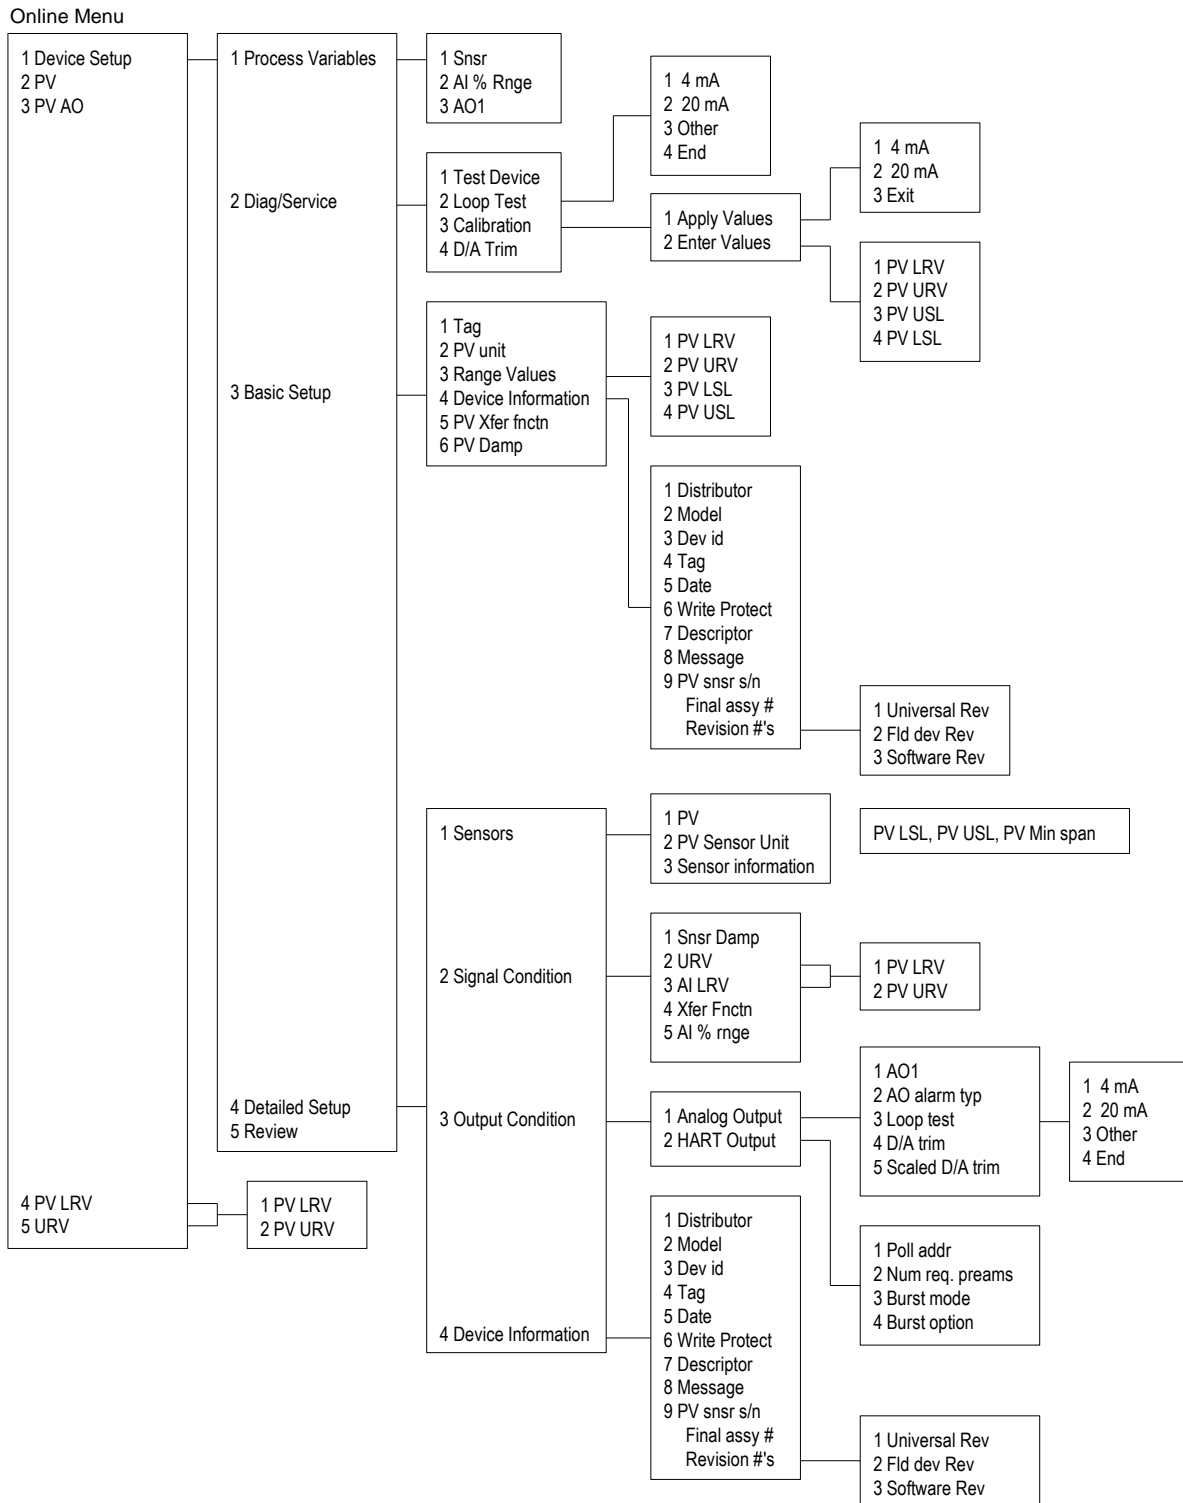 Online Menu
1 Device Setup
2 PV
3 PV AO
4 PV LRV
5 URV
1 PV LRV
2 PV URV
1 Process Variables
2 Diag/Service
3 Basic Setup
4 Detailed Setup
5 Review
1 Snsr
2 AI % Rnge
3 AO1
1 Test Device
2 Loop Test
3 Calibration
4 D/A Trim
1 4 mA
2 20 mA
3 Other
4 End
1 Apply Values
2 Enter Values
1 4 mA
2 20 mA
3 Exit
1 PV LRV
2 PV URV
3 PV USL
4 PV LSL
1 Tag
2 PV unit
3 Range Values
4 Device Information
5 PV Xfer fnctn
6 PV Damp
1 PV LRV
2 PV URV
3 PV LSL
4 PV USL
1 Distributor
2 Model
3 Dev id
4 Tag
5 Date
6 Write Protect
7 Descriptor
8 Message
9 PV snsr s/n
Final assy #
Revision #'s
1 Universal Rev
2 Fld dev Rev
3 Software Rev
1 Sensors
2 Signal Condition
3 Output Condition
4 Device Information
1 PV
2 PV Sensor Unit
3 Sensor information
PV LSL, PV USL, PV Min span
1 Snsr Damp
2 URV
3 AI LRV
4 Xfer Fnctn
5 AI % rnge
1 PV LRV
2 PV URV
1 Analog Output
2 HART Output
1 AO1
2 AO alarm typ
3 Loop test
4 D/A trim
5 Scaled D/A trim
1 4 mA
2 20 mA
3 Other
4 End
1 Poll addr
2 Num req. preams
3 Burst mode
4 Burst option
1 Distributor
2 Model
3 Dev id
4 Tag
5 Date
6 Write Protect
7 Descriptor
8 Message
9 PV snsr s/n
Final assy #
Revision #'s
1 Universal Rev
2 Fld dev Rev
3 Software Rev